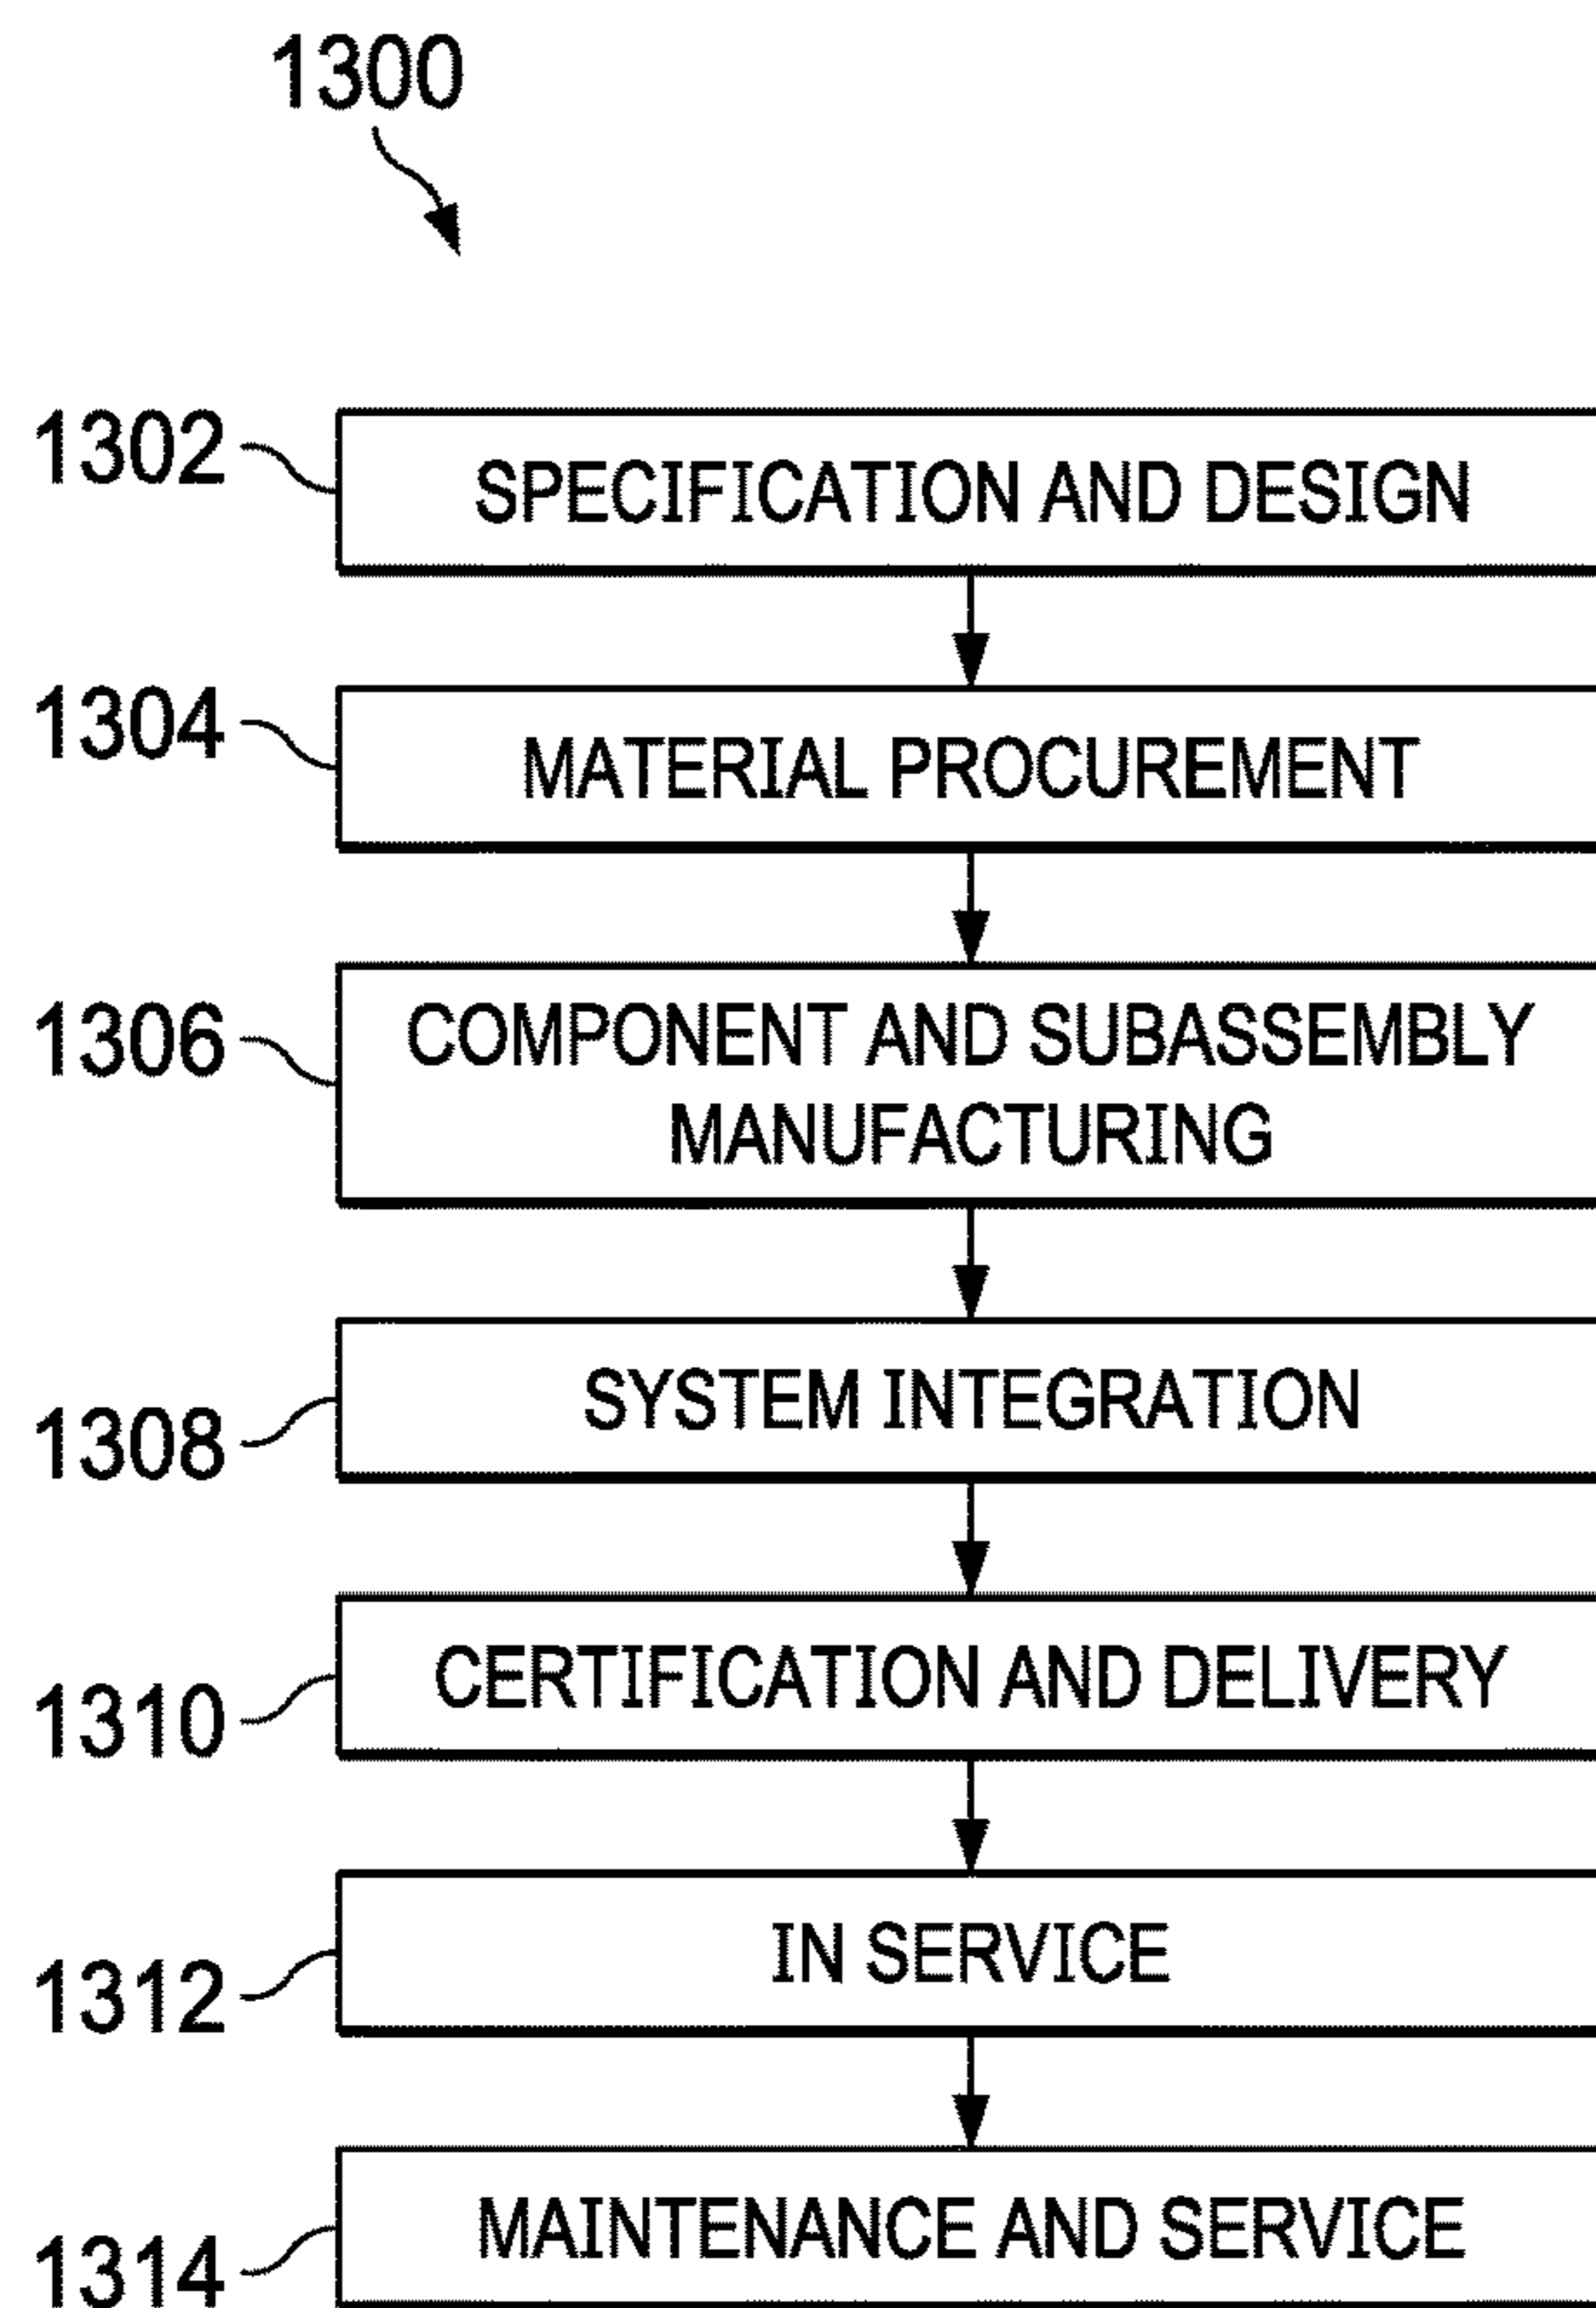 1300
1302
SPECIFICATION AND DESIGN
1304
MATERIAL PROCUREMENT
1306
COMPONENT AND SUBASSEMBLY
MANUFACTURING
1308
SYSTEM INTEGRATION
1310
CERTIFICATION AND DELIVERY
1312
IN SERVICE
1314
MAINTENANCE AND SERVICE